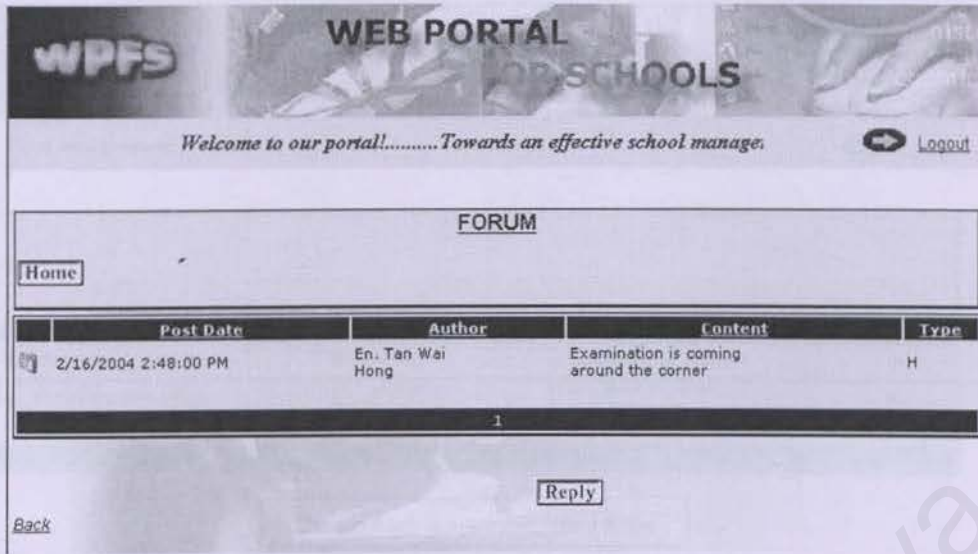 WPFS
WEB PORTAL
FOR SCHOOLS
Welcome to our portal!..........Towards an effective school manage.
Logout
FORUM
Home
Post Date Author Content Type
2/16/2004 2:48:00 PM En. Tan Wai Hong Examination is coming around the corner H
1
Reply
Back